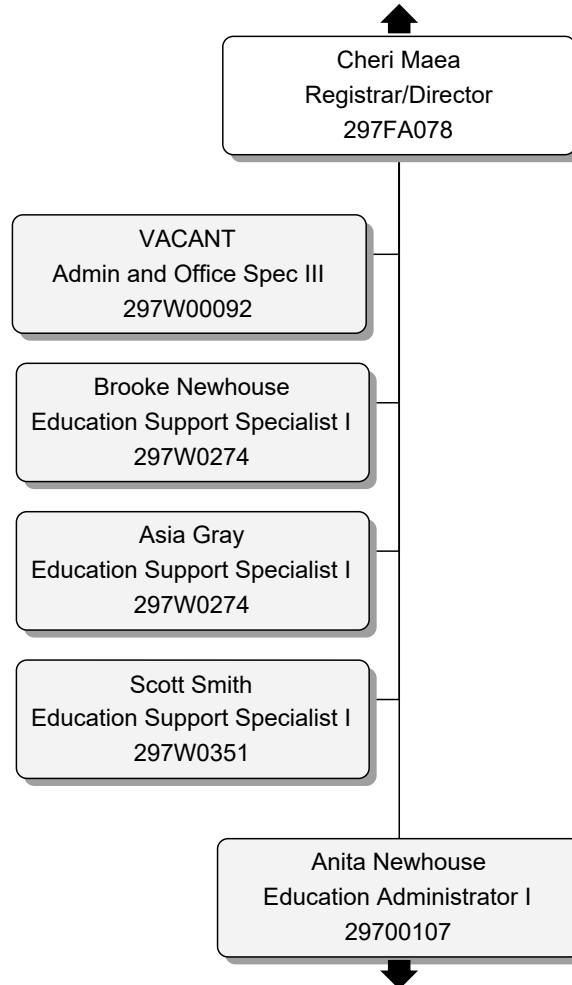 Cheri Maea
Registrar/Director
297FA078
VACANT
Admin and Office Spec III
297W00092
Brooke Newhouse
Education Support Specialist I
297W0274
Asia Gray
Education Support Specialist I
297W0274
Scott Smith
Education Support Specialist I
297W0351
Anita Newhouse
Education Administrator I
29700107